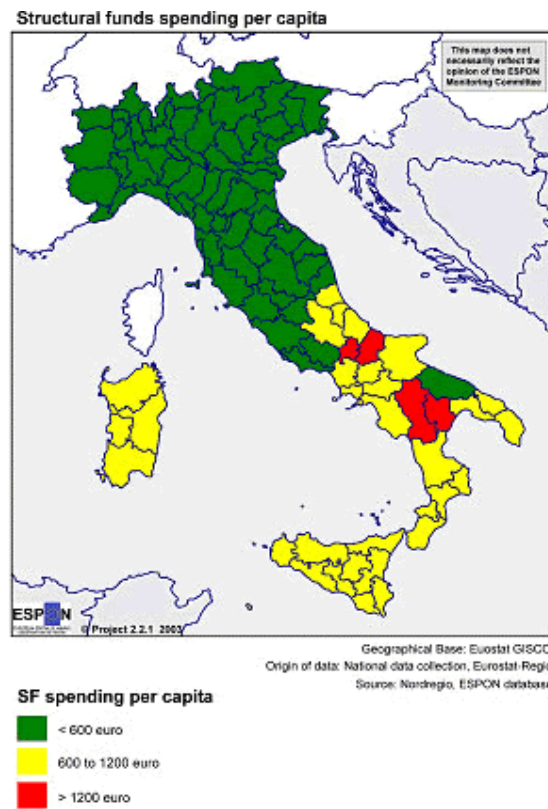 Structural funds spending per capita
This map does not
necessarily reflect the
opinion of the ESPON
Monitoring Committee
ESPON
© Project 2.2.1 2003
Geographical Base: Euostat GISCO
Origin of data: National data collection, Eurostat-Regio
Source: Nordregio, ESPON database
SF spending per capita
< 600 euro
600 to 1200 euro
> 1200 euro